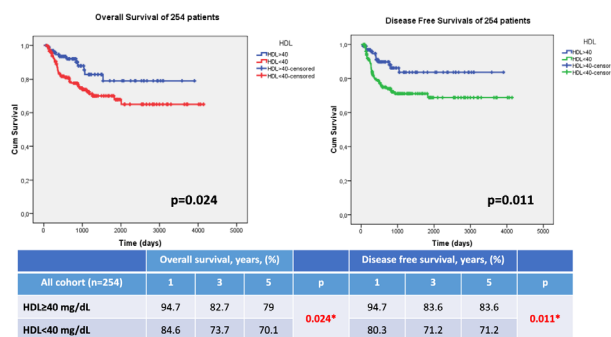 Overall Survival of 254 patients
Cum Survival
1,0
0,8
0,6
0,4
0,2
0,0
0
1000
2000
3000
4000
5000
Time (days)
p=0.024
HDL
HDL>40
HDL<40
HDL>40-censored
HDL<40-censored
Disease Free Survivals of 254 patients
Cum Survival
1,0
0,8
0,6
0,4
0,2
0,0
0
1000
2000
3000
4000
5000
Time (days)
p=0.011
HDL
HDL>40
HDL<40
HDL>40-censor
HDL<40-censor
Overall survival, years, (%) Disease free survival, years, (%)
All cohort (n=254) 1 3 5 p 1 3 5 p
HDL≥40 mg/dL 94.7 82.7 79 0.024* 94.7 83.6 83.6 0.011*
HDL<40 mg/dL 84.6 73.7 70.1 80.3 71.2 71.2